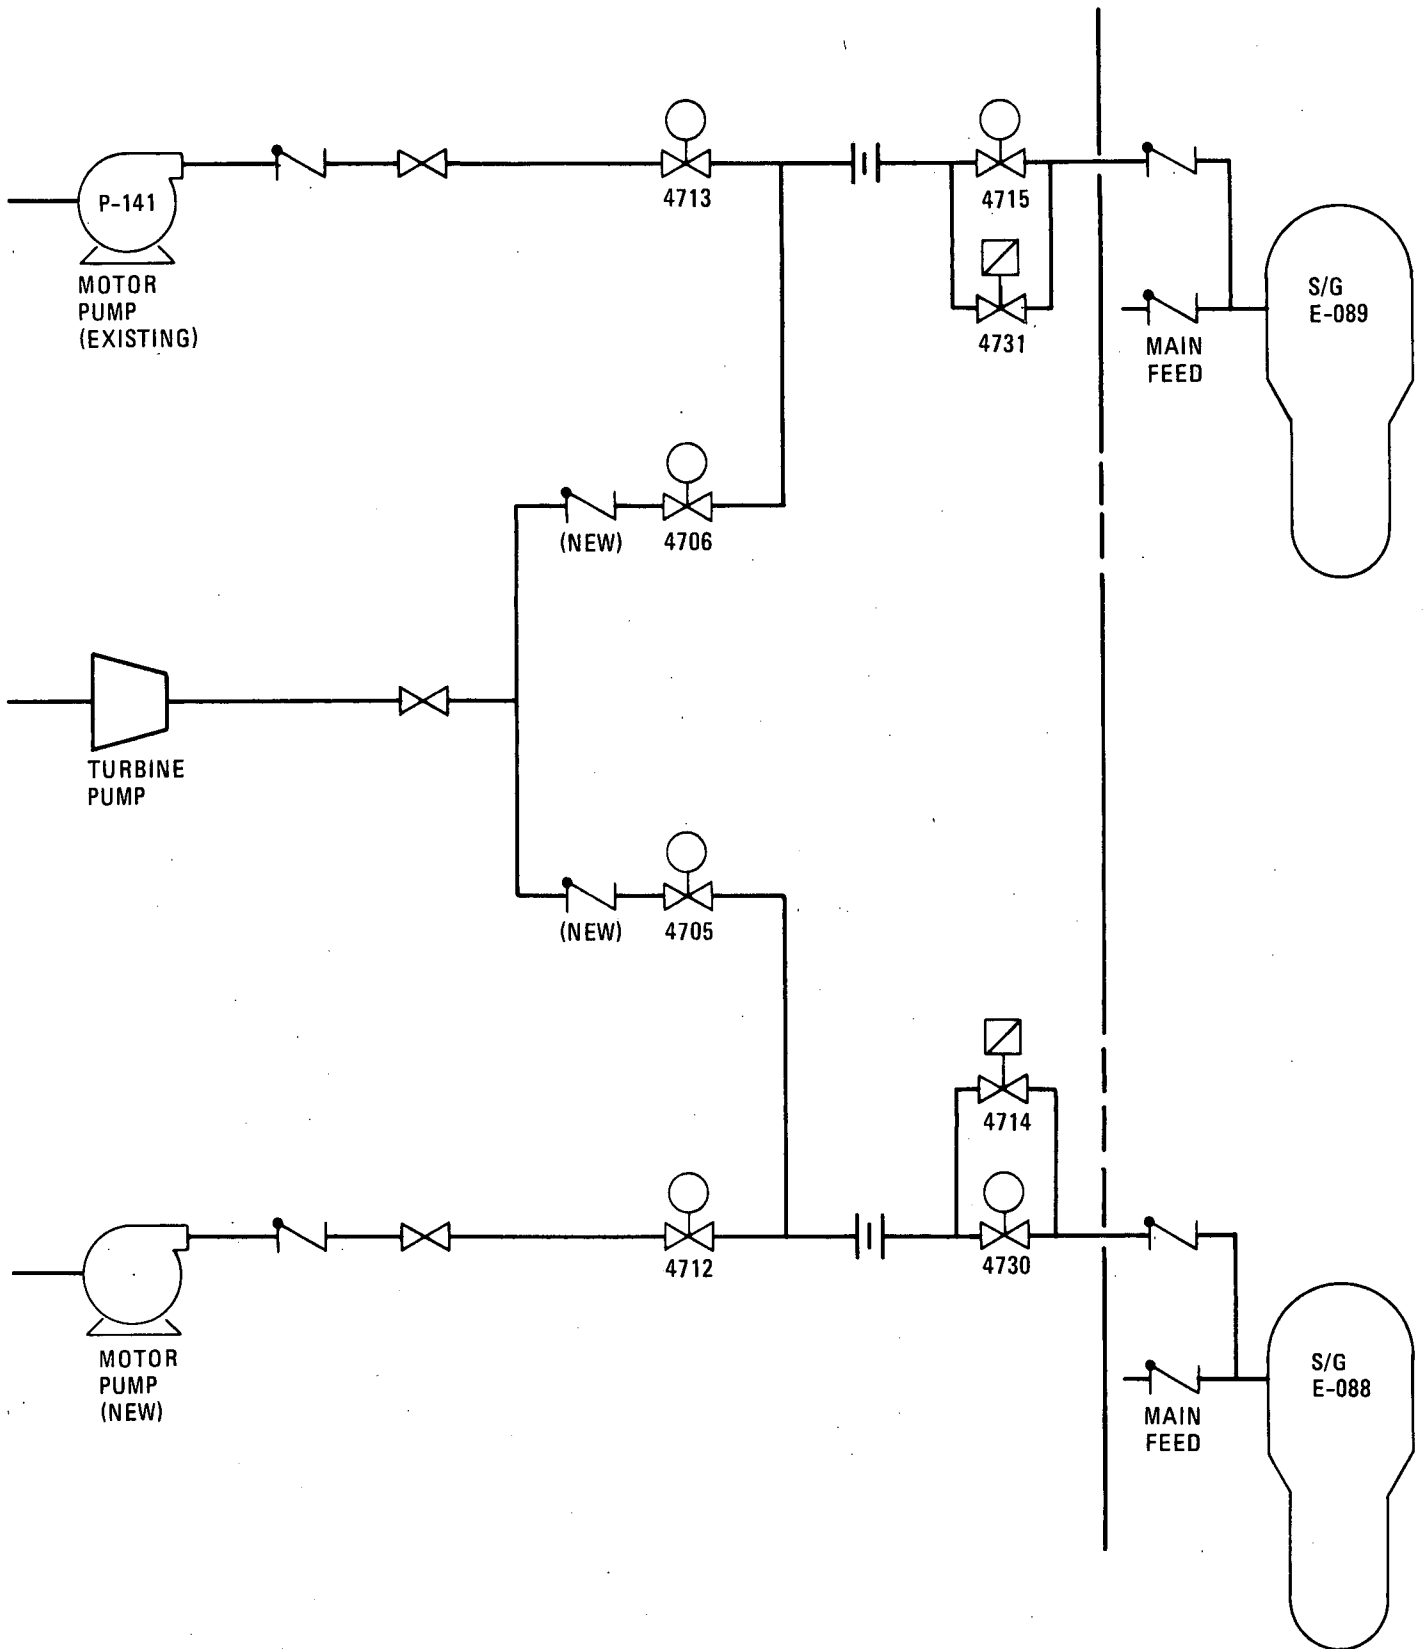 P-141
MOTOR
PUMP
(EXISTING)
4713
4715
4731
S/G
E-089
MAIN
FEED
(NEW)
4706
TURBINE
PUMP
(NEW)
4705
4714
4712
4730
MOTOR
PUMP
(NEW)
S/G
E-088
MAIN
FEED